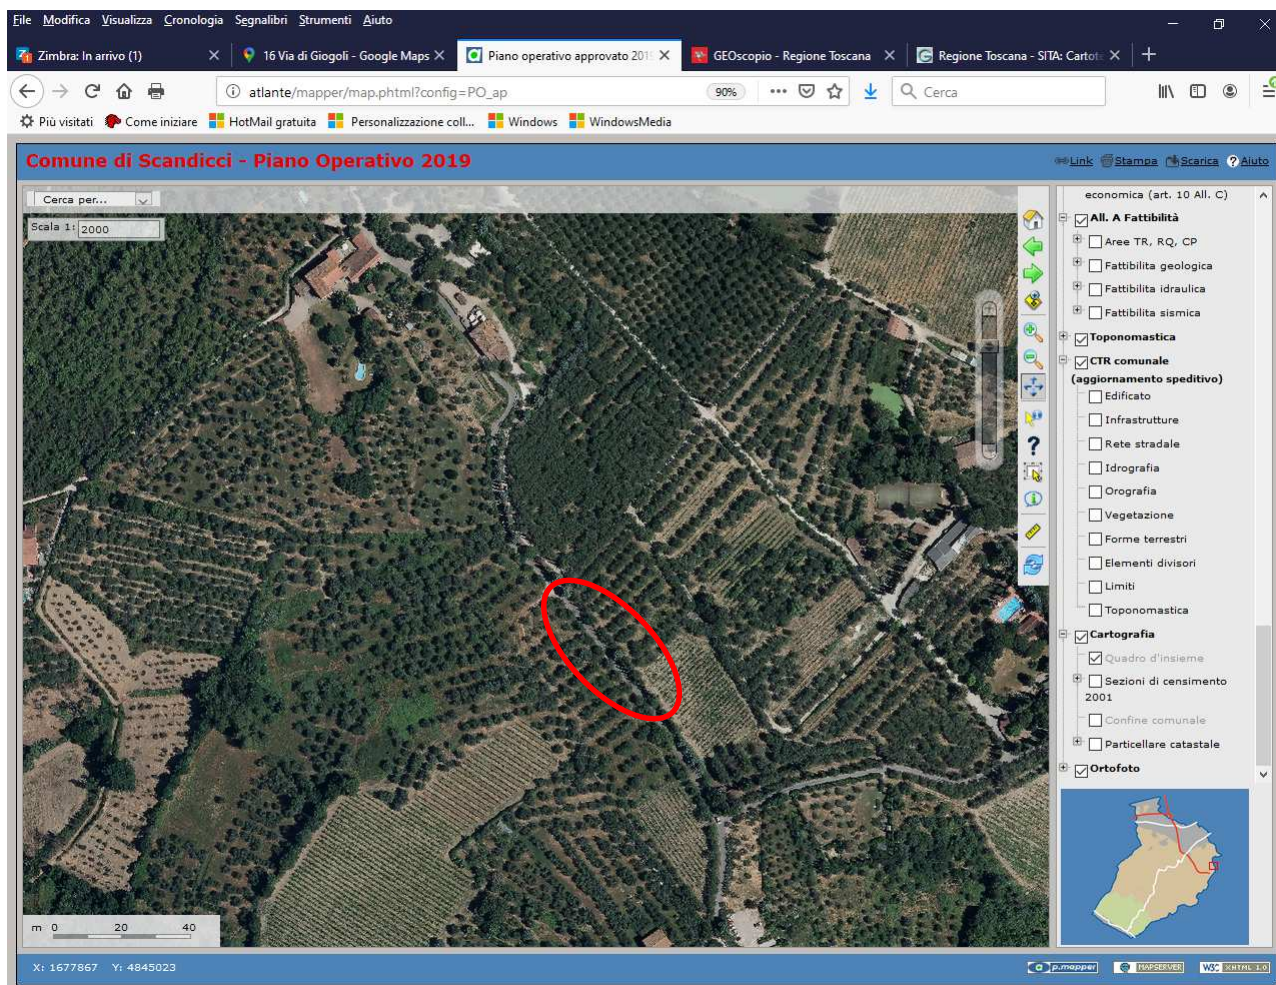 File Modifica Visualizza Cronologia Segnalibri Strumenti Aiuto
Zimbra: In arrivo (1)
16 Via di Giogoli - Google Maps
Piano operativo approvato 201
GEOscopio - Regione Toscana
Regione Toscana - SITA: Cartot
atlante/mapper/map.phtml?config=PO_ap
90%
Cerca
Più visitati Come iniziare HotMail gratuita Personalizzazione coll... Windows WindowsMedia
Comune di Scandicci - Piano Operativo 2019
Link Stampa Scarica ? Aiuto
Cerca per...
Scala 1: 2000
economica (art. 10 All. C)
All. A Fattibilità
Aree TR, RQ, CP
Fattibilita geologica
Fattibilita idraulica
Fattibilita sismica
Toponomastica
CTR comunale
(aggiornamento speditivo)
Edificato
Infrastrutture
Rete stradale
Idrografia
Orografia
Vegetazione
Forme terrestri
Elementi divisori
Limiti
Toponomastica
Cartografia
Quadro d'insieme
Sezioni di censimento
2001
Confine comunale
Particellare catastale
Ortofoto
m 0 20 40
X: 1677867 Y: 4845023
p.mapper
MAPSERVER
W3C XHTML 1.0